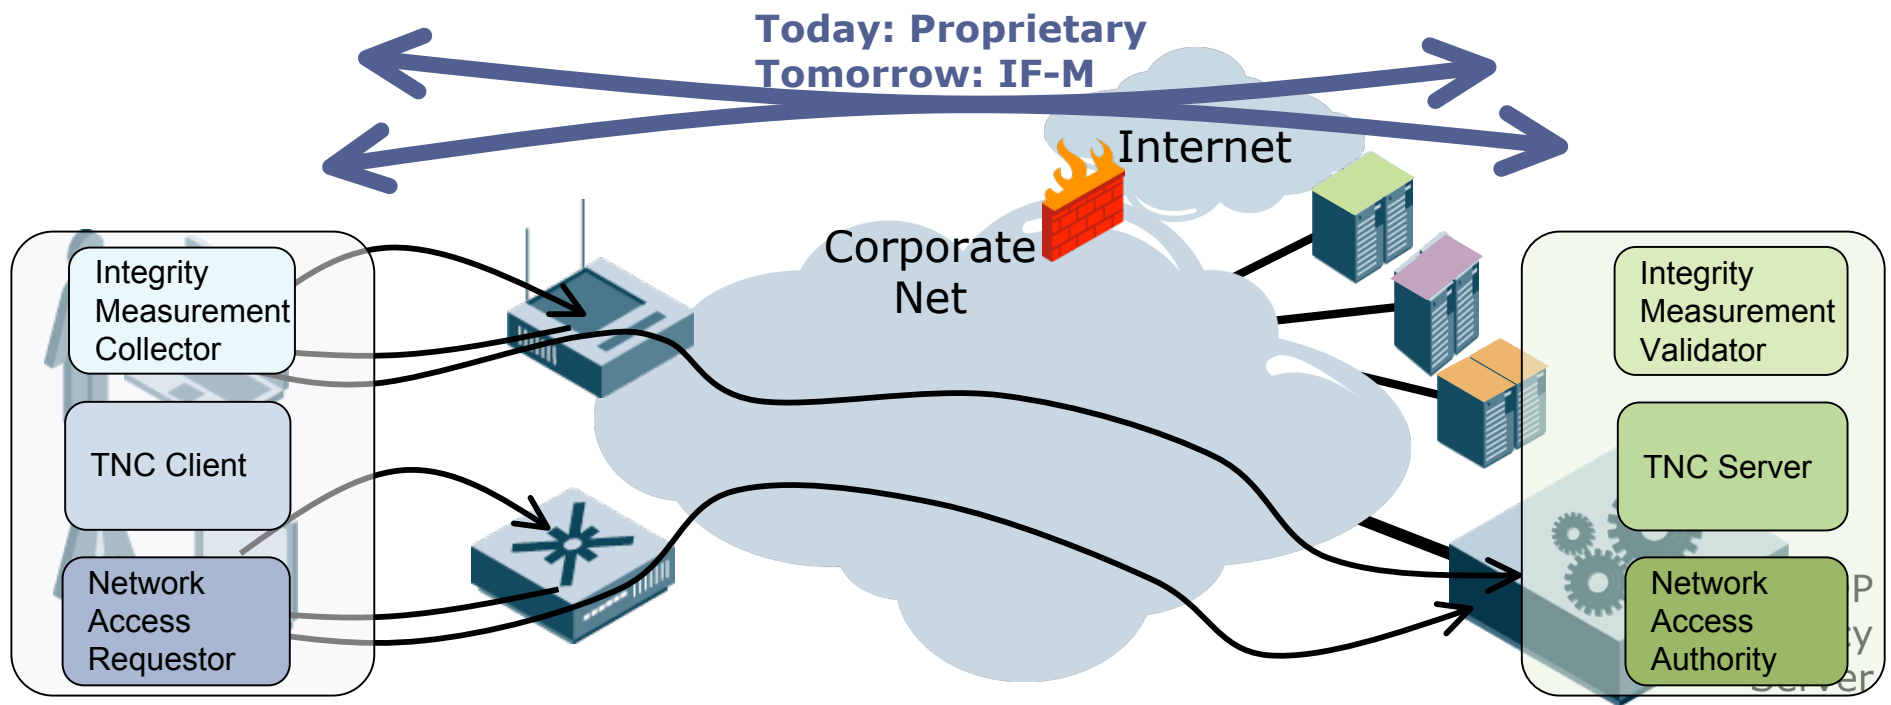 Today: Proprietary
Tomorrow: IF-M
Internet
Corporate
Net
Integrity
Measurement
Collector
TNC Client
Network
Access
Requestor
Integrity
Measurement
Validator
TNC Server
Network
Access
Authority
Server